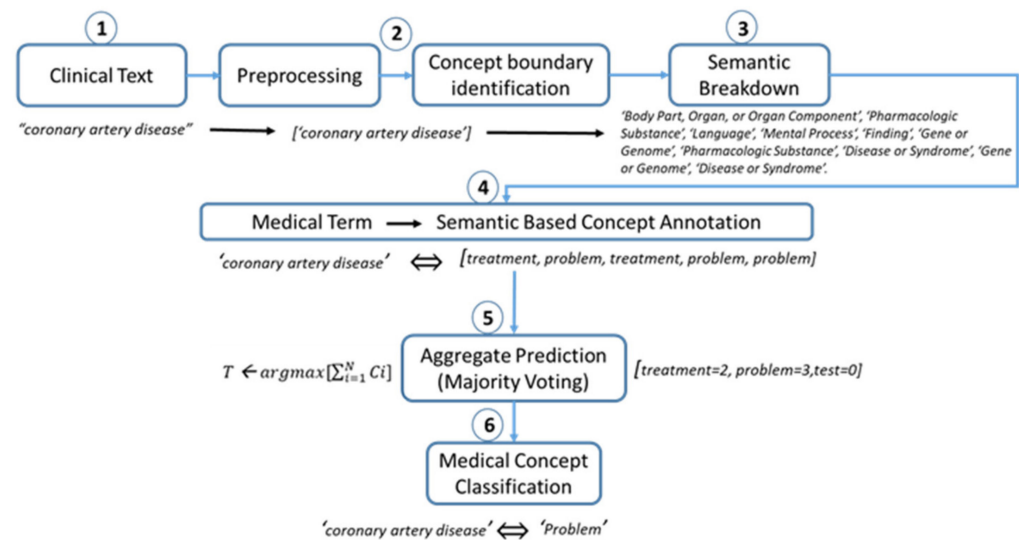 1
2
3
Clinical Text
Preprocessing
Concept boundary
identification
Semantic
Breakdown
"coronary artery disease"
['coronary artery disease']
'Body Part, Organ, or Organ Component', 'Pharmacologic
Substance', 'Language', 'Mental Process', 'Finding', 'Gene or
Genome', 'Pharmacologic Substance', 'Disease or Syndrome', 'Gene
or Genome', 'Disease or Syndrome'.
4
Medical Term → Semantic Based Concept Annotation
'coronary artery disease' ⇔ [treatment, problem, treatment, problem, problem]
5
Aggregate Prediction
(Majority Voting)
T ← argmax[∑_{i=1}^{N} Ci]
[treatment=2, problem=3,test=0]
6
Medical Concept
Classification
'coronary artery disease' ⇔ 'Problem'